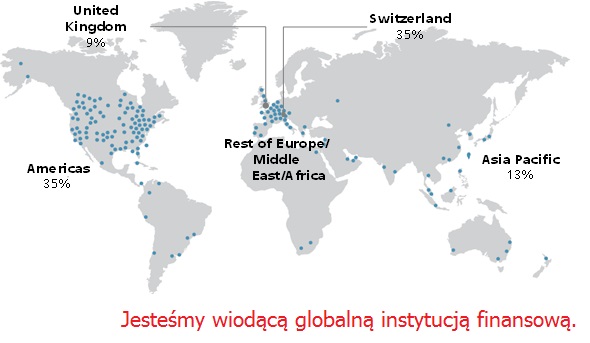 United
Kingdom
9%
Switzerland
35%
Rest of Europe/
Middle
East/Africa
Americas
35%
Asia Pacific
13%
Jesteśmy wiodącą globalną instytucją finansową.